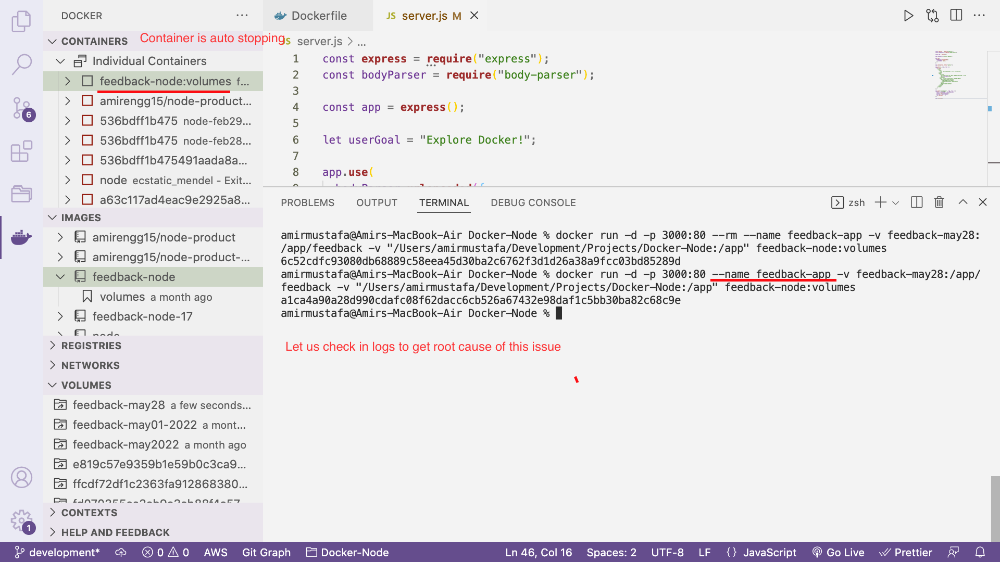 DOCKER
Dockerfile
JS server.js M
CONTAINERS
Container is auto stopping
JS server.js > ...
Individual Containers
feedback-node:volumes f...
amirengg15/node-product...
536bdff1b475 node-feb29...
536bdff1b475 node-feb28...
536bdff1b475491aada8a...
node ecstatic_mendel - Exit...
a63c117ad4eac9e2925a8...
1 const express = require("express");
2 const bodyParser = require("body-parser");
3
4 const app = express();
5
6 let userGoal = "Explore Docker!";
7
8 app.use(
9 bodyParser.urlencoded({
6
IMAGES
amirengg15/node-product
amirengg15/node-product-...
feedback-node
volumes a month ago
feedback-node-17
node
REGISTRIES
NETWORKS
VOLUMES
feedback-may28 a few seconds...
feedback-may01-2022 a mont...
feedback-may2022 a month ago
e819c57e9359b1e59b0c3ca9...
ffcdf72df1c2363fa912868380...
CONTEXTS
HELP AND FEEDBACK
1
PROBLEMS OUTPUT TERMINAL DEBUG CONSOLE
zsh
amirmustafa@Amirs-MacBook-Air Docker-Node % docker run -d -p 3000:80 --rm --name feedback-app -v feedback-may28:
/app/feedback -v "/Users/amirmustafa/Development/Projects/Docker-Node:/app" feedback-node:volumes
6c52cdfc93080db68889c58eea45d30ba2c6762f3d1d26a38a9fcc03bd85289d
amirmustafa@Amirs-MacBook-Air Docker-Node % docker run -d -p 3000:80 --name feedback-app -v feedback-may28:/app/
feedback -v "/Users/amirmustafa/Development/Projects/Docker-Node:/app" feedback-node:volumes
a1ca4a90a28d990cdafc08f62dacc6cb526a67432e98daf1c5bb30ba82c68c9e
amirmustafa@Amirs-MacBook-Air Docker-Node %
Let us check in logs to get root cause of this issue
development* 0 0 AWS Git Graph Docker-Node Ln 46, Col 16 Spaces: 2 UTF-8 LF {} JavaScript Go Live Prettier